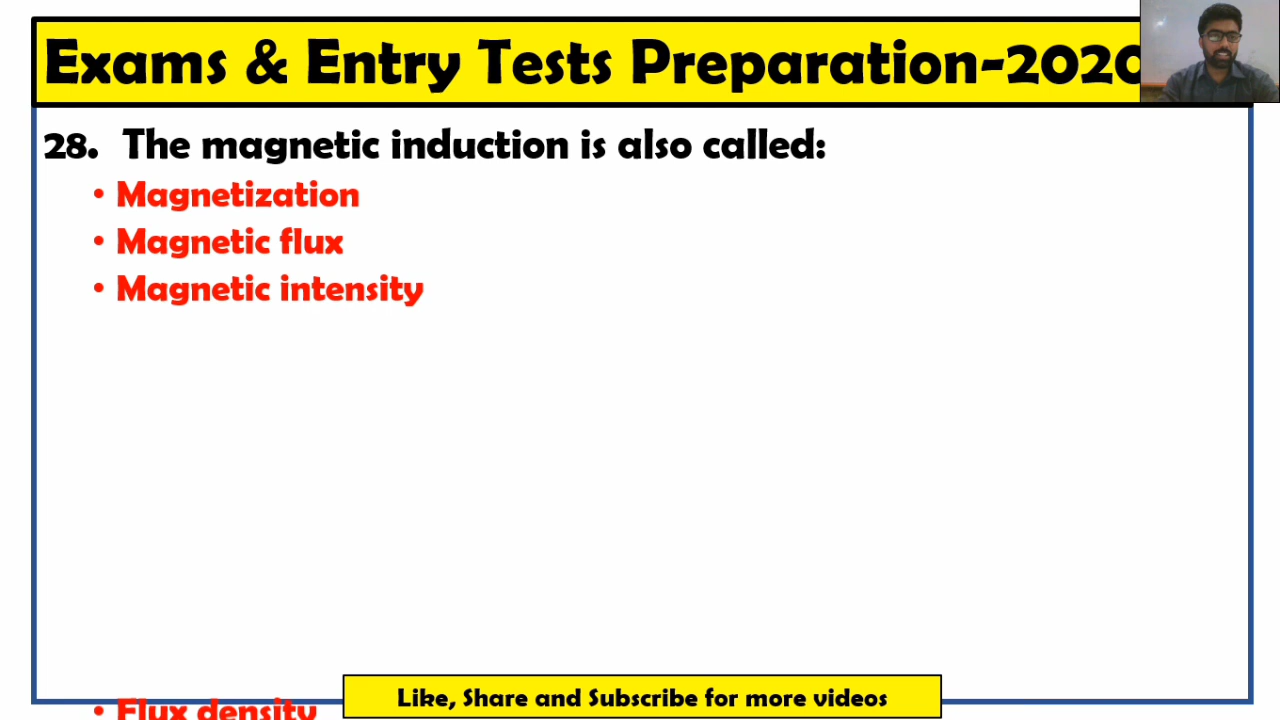 Exams & Entry Tests Preparation-2020
28. The magnetic induction is also called:
• Magnetization
• Magnetic flux
• Magnetic intensity
• Flux density
Like, Share and Subscribe for more videos